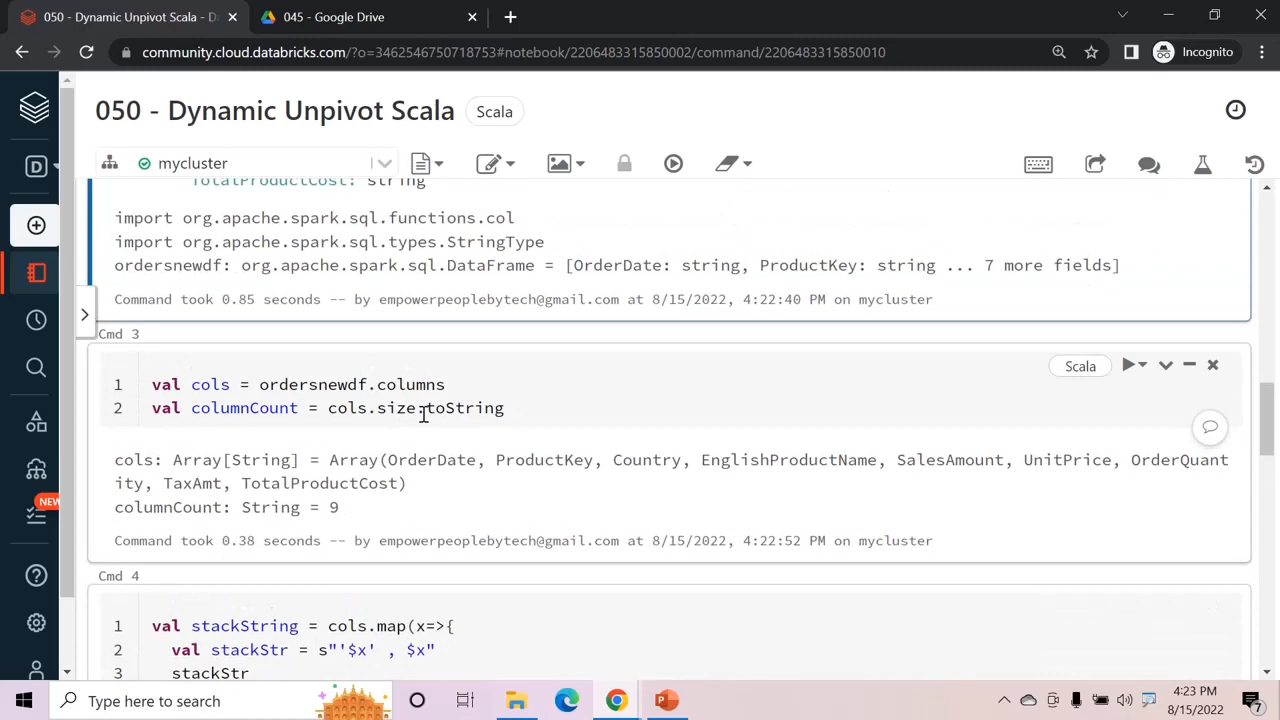 050 - Dynamic Unpivot Scala - D
045 - Google Drive
community.cloud.databricks.com/?o=3462546750718753#notebook/2206483315850002/command/2206483315850010
Incognito
050 - Dynamic Unpivot Scala
Scala
D
mycluster
TotalProductCost: string
import org.apache.spark.sql.functions.col
import org.apache.spark.sql.types.StringType
ordersnewdf: org.apache.spark.sql.DataFrame = [OrderDate: string, ProductKey: string ... 7 more fields]
Command took 0.85 seconds -- by empowerpeoplebytech@gmail.com at 8/15/2022, 4:22:40 PM on mycluster
Cmd 3
Scala
1 val cols = ordersnewdf.columns
2 val columnCount = cols.size.toString
cols: Array[String] = Array(OrderDate, ProductKey, Country, EnglishProductName, SalesAmount, UnitPrice, OrderQuant
ity, TaxAmt, TotalProductCost)
columnCount: String = 9
NEW
Command took 0.38 seconds -- by empowerpeoplebytech@gmail.com at 8/15/2022, 4:22:52 PM on mycluster
Cmd 4
1 val stackString = cols.map(x=>{
2 val stackStr = s"'$x' , $x"
3 stackStr
Type here to search
4:23 PM
8/15/2022
7